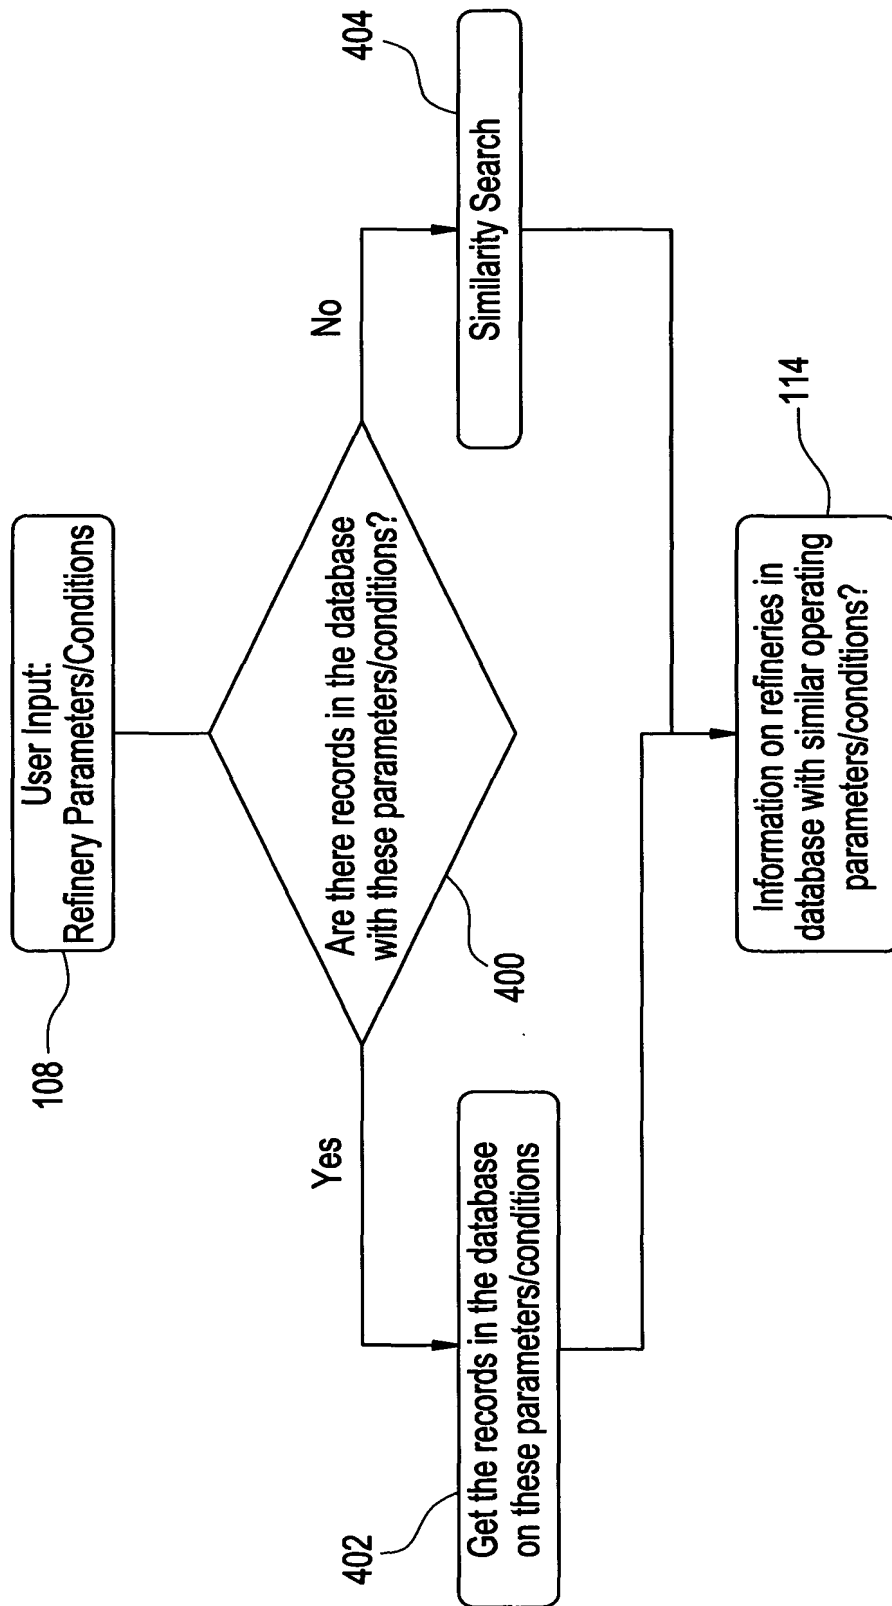 User Input:
Refinery Parameters/Conditions
108
Are there records in the database
with these parameters/conditions?
400
Yes
No
Get the records in the database
on these parameters/conditions
402
Similarity Search
404
Information on refineries in
database with similar operating
parameters/conditions?
114